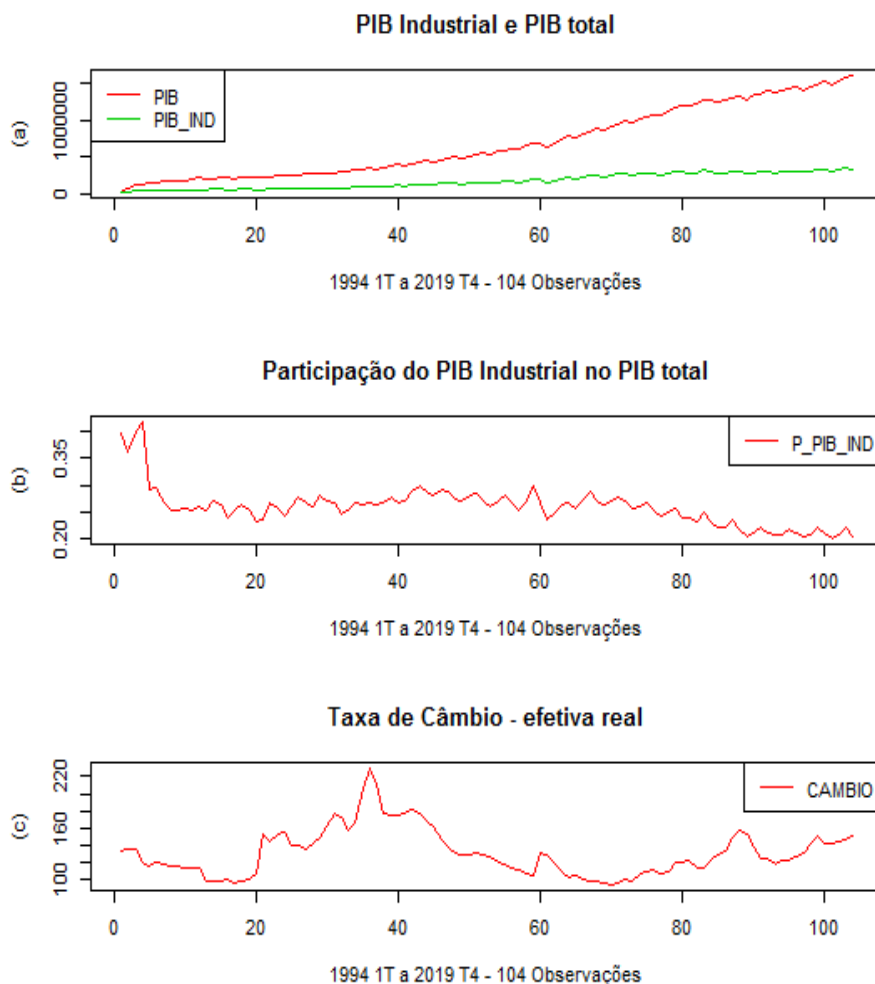 PIB Industrial e PIB total
(a)
0 1000000
PIB
PIB_IND
0 20 40 60 80 100
1994 1T a 2019 T4 - 104 Observações
Participação do PIB Industrial no PIB total
(b)
0.20 0.35
P_PIB_IND
0 20 40 60 80 100
1994 1T a 2019 T4 - 104 Observações
Taxa de Câmbio - efetiva real
(c)
100 160 220
CAMBIO
0 20 40 60 80 100
1994 1T a 2019 T4 - 104 Observações